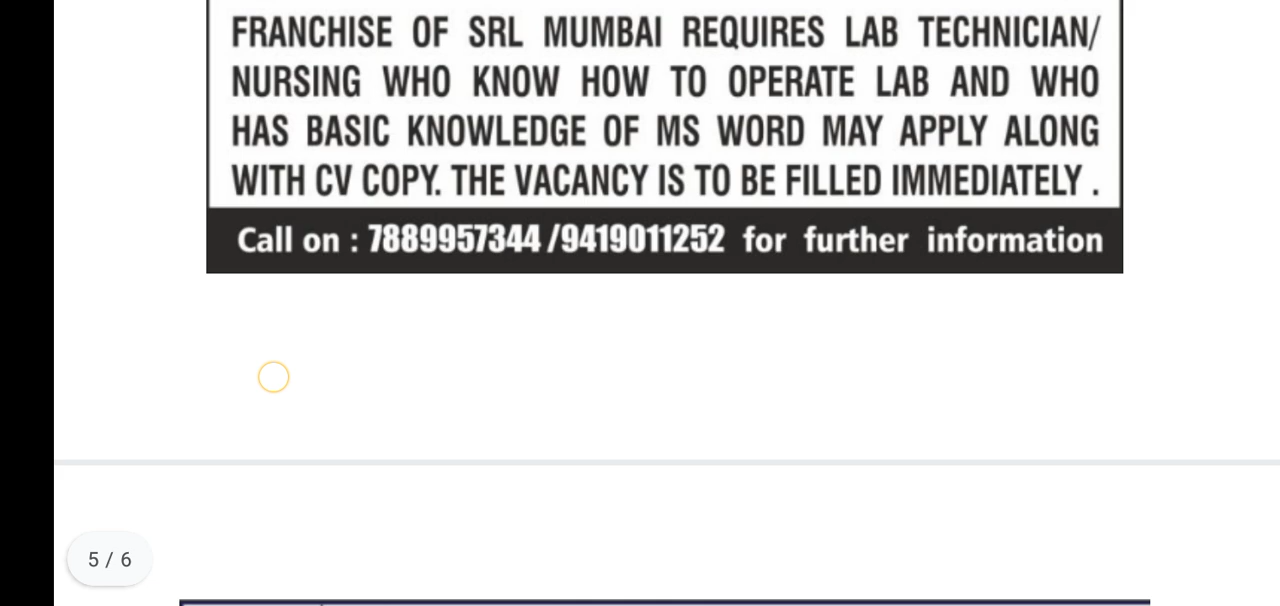 FRANCHISE OF SRL MUMBAI REQUIRES LAB TECHNICIAN/
NURSING WHO KNOW HOW TO OPERATE LAB AND WHO
HAS BASIC KNOWLEDGE OF MS WORD MAY APPLY ALONG
WITH CV COPY. THE VACANCY IS TO BE FILLED IMMEDIATELY .
Call on : 7889957344 /9419011252 for further information
5 / 6